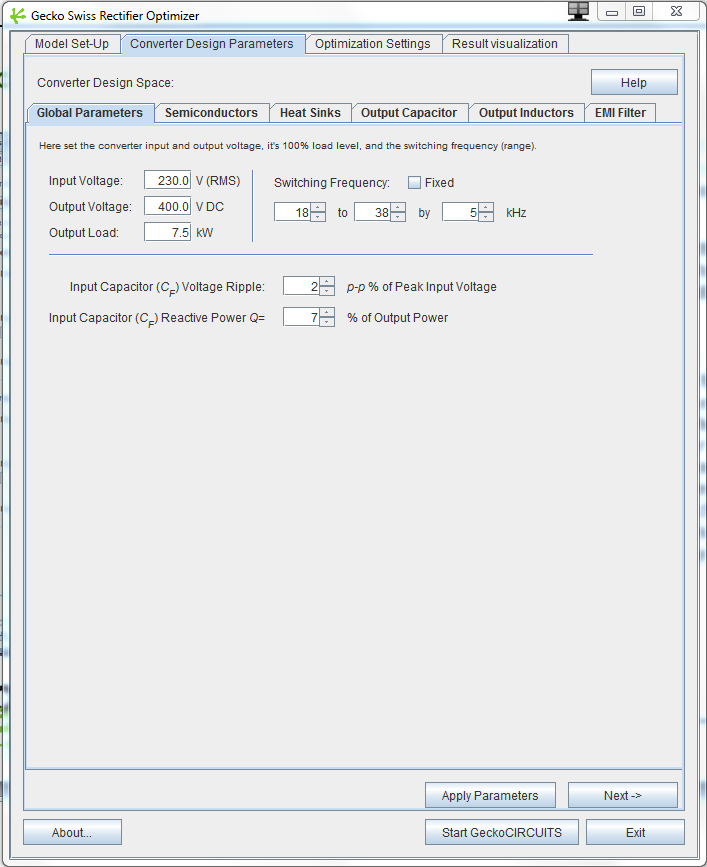 Gecko Swiss Rectifier Optimizer
Model Set-Up Converter Design Parameters Optimization Settings Result visualization
Converter Design Space: Help
Global Parameters Semiconductors Heat Sinks Output Capacitor Output Inductors EMI Filter
Here set the converter input and output voltage, it's 100% load level, and the switching frequency (range).
Input Voltage: 230.0 V (RMS) Switching Frequency: Fixed
Output Voltage: 400.0 V DC 18 to 38 by 5 kHz
Output Load: 7.5 kW
Input Capacitor (CF) Voltage Ripple: 2 p-p % of Peak Input Voltage
Input Capacitor (CF) Reactive Power Q= 7 % of Output Power
Apply Parameters Next ->
About... Start GeckoCIRCUITS Exit